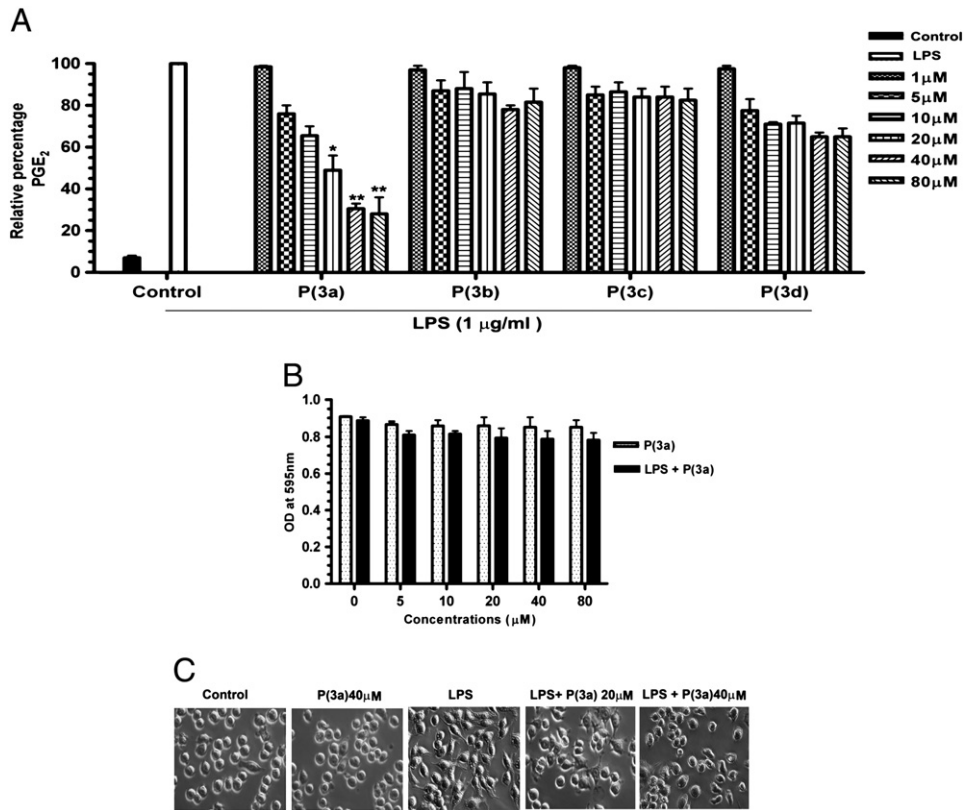 A
Relative percentage
PGE2
100
80
60
40
20
0
*
**
**
Control
P(3a)
P(3b)
P(3c)
P(3d)
LPS (1 μg/ml )
Control
LPS
1μM
5μM
10μM
20μM
40μM
80μM
B
OD at 595nm
1.0
0.8
0.6
0.4
0.2
0.0
0
5
10
20
40
80
Concentrations (μM)
P(3a)
LPS + P(3a)
C
Control
P(3a)40μM
LPS
LPS+ P(3a) 20μM
LPS + P(3a)40μM